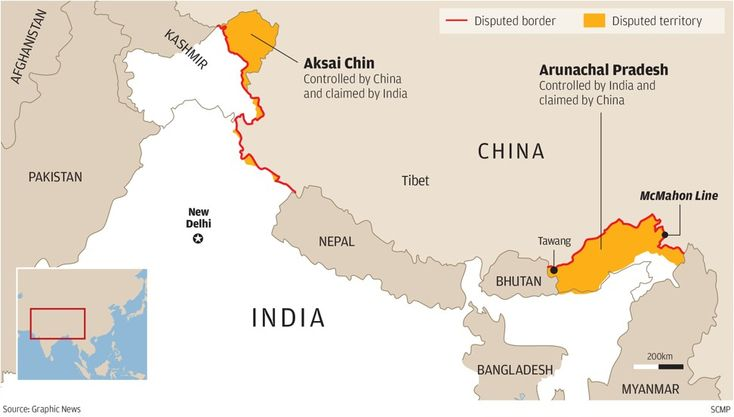 Disputed border
Disputed territory
AFGHANISTAN
KASHMIR
Aksai Chin
Controlled by China
and claimed by India
Arunachal Pradesh
Controlled by India and
claimed by China
CHINA
PAKISTAN
Tibet
McMahon Line
New
Delhi
NEPAL
Tawang
BHUTAN
INDIA
BANGLADESH
200km
MYANMAR
Source: Graphic News
SCMP